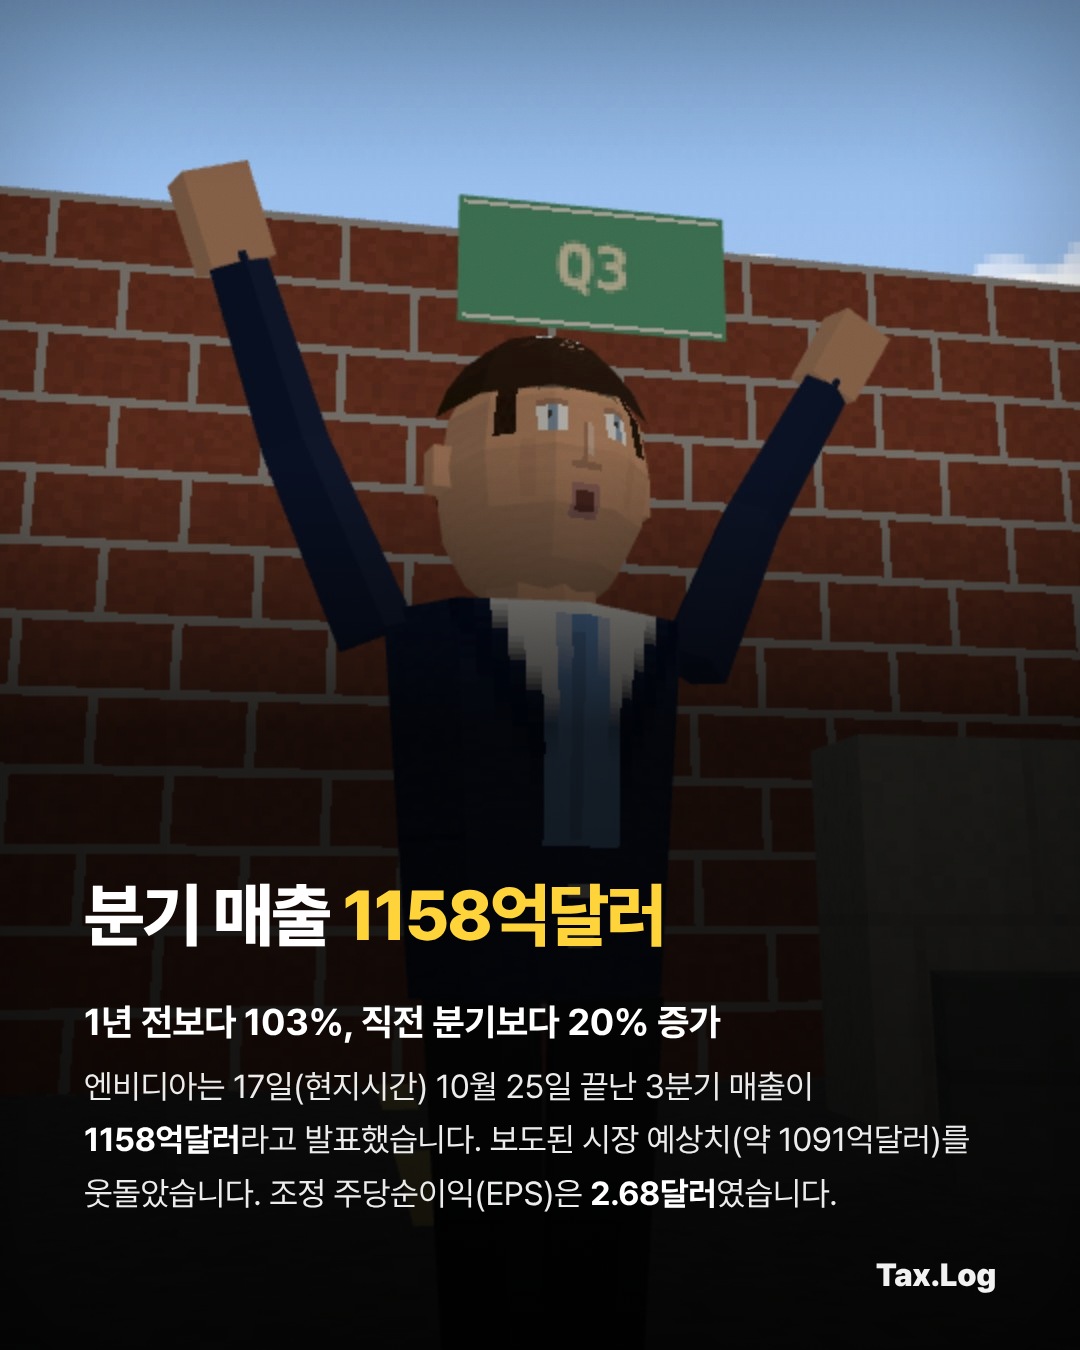 Q3
분기 매출 1158억달러
1년 전보다 103%, 직전 분기보다 20% 증가
엔비디아는 17일(현지시간) 10월 25일 끝난 3분기 매출이
1158억달러라고 발표했습니다. 보도된 시장 예상치(약 1091억달러)를
웃돌았습니다. 조정 주당순이익(EPS)은 2.68달러였습니다.
Tax.Log